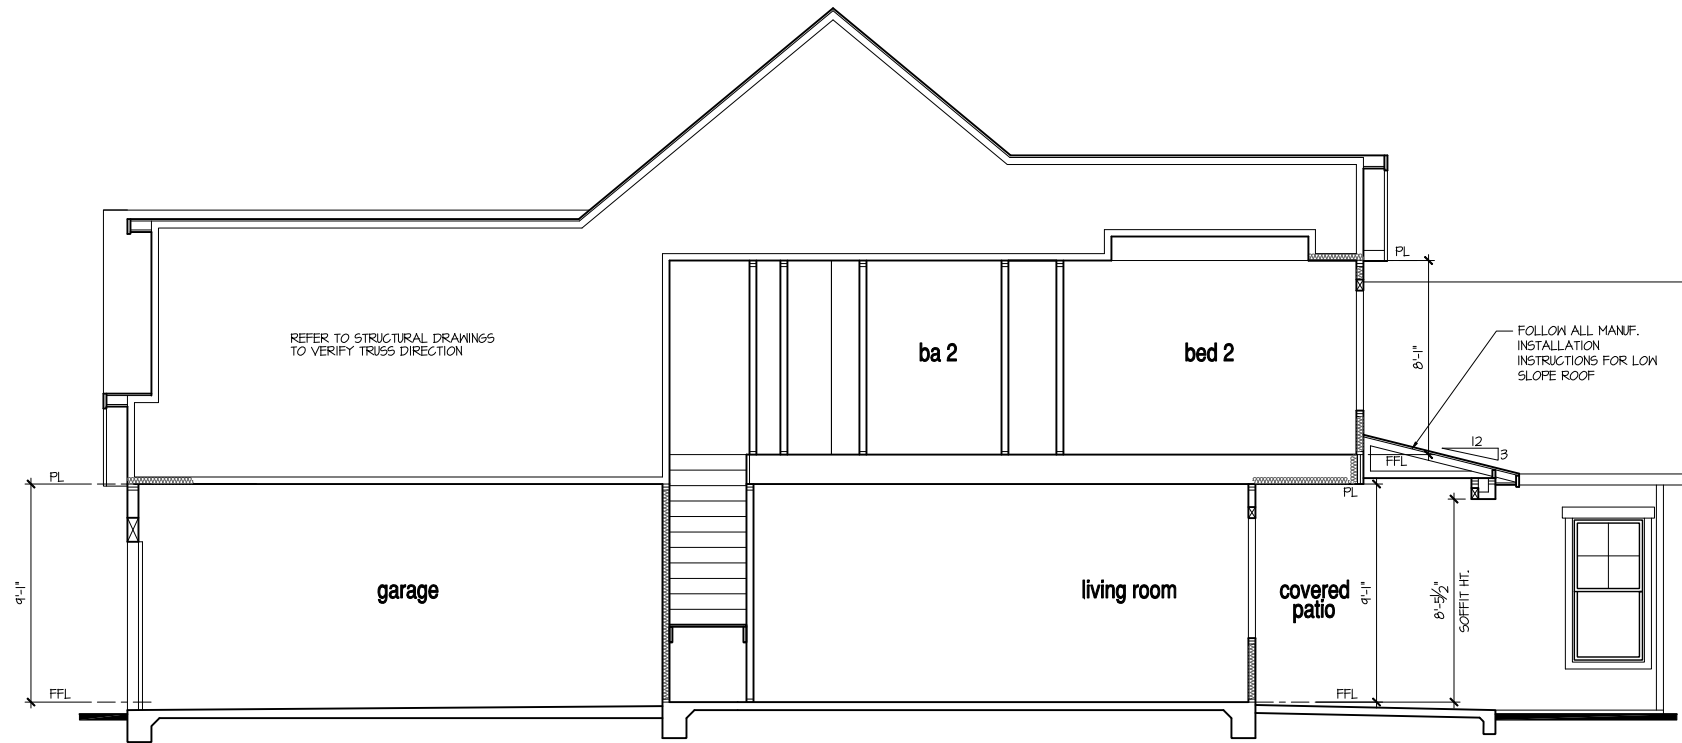 PL
REFER TO STRUCTURAL DRAWINGS
TO VERIFY TRUSS DIRECTION
ba 2
bed 2
8'-1"
FOLLOW ALL MANUF.
INSTALLATION
INSTRUCTIONS FOR LOW
SLOPE ROOF
12
3
FFL
PL
PL
9'-1"
garage
living room
covered
patio
9'-1"
8'-5½"
SOFFIT HT.
FFL
FFL